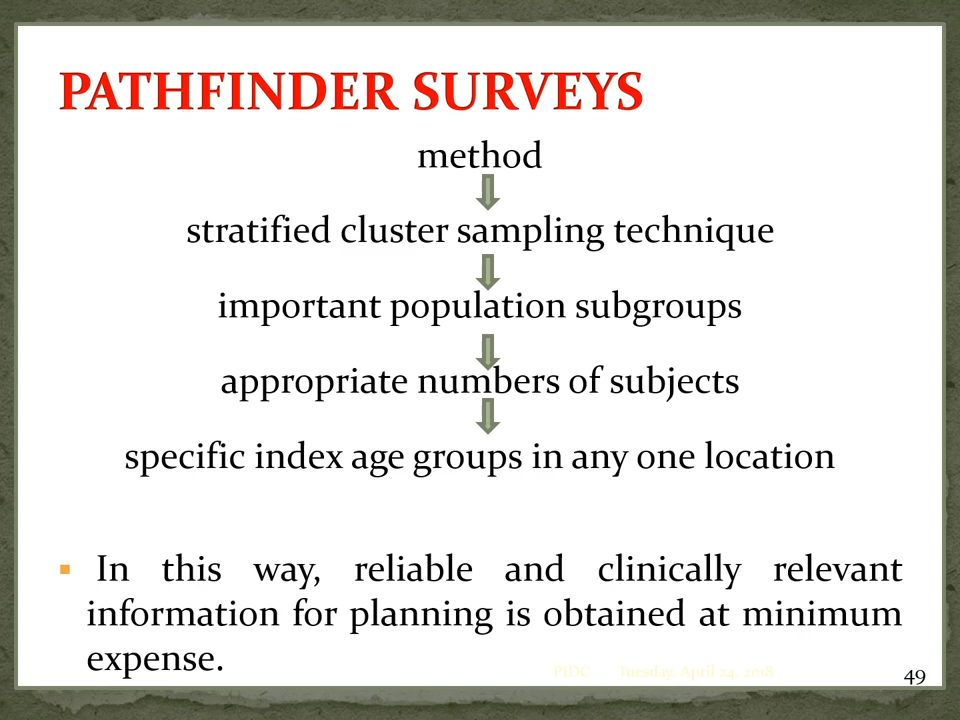 PATHFINDER SURVEYS
method
stratified cluster sampling technique
important population subgroups
appropriate numbers of subjects
specific index age groups in any one location
▪ In this way, reliable and clinically relevant
information for planning is obtained at minimum
expense.
PIDC Tuesday, April 24, 2018
49